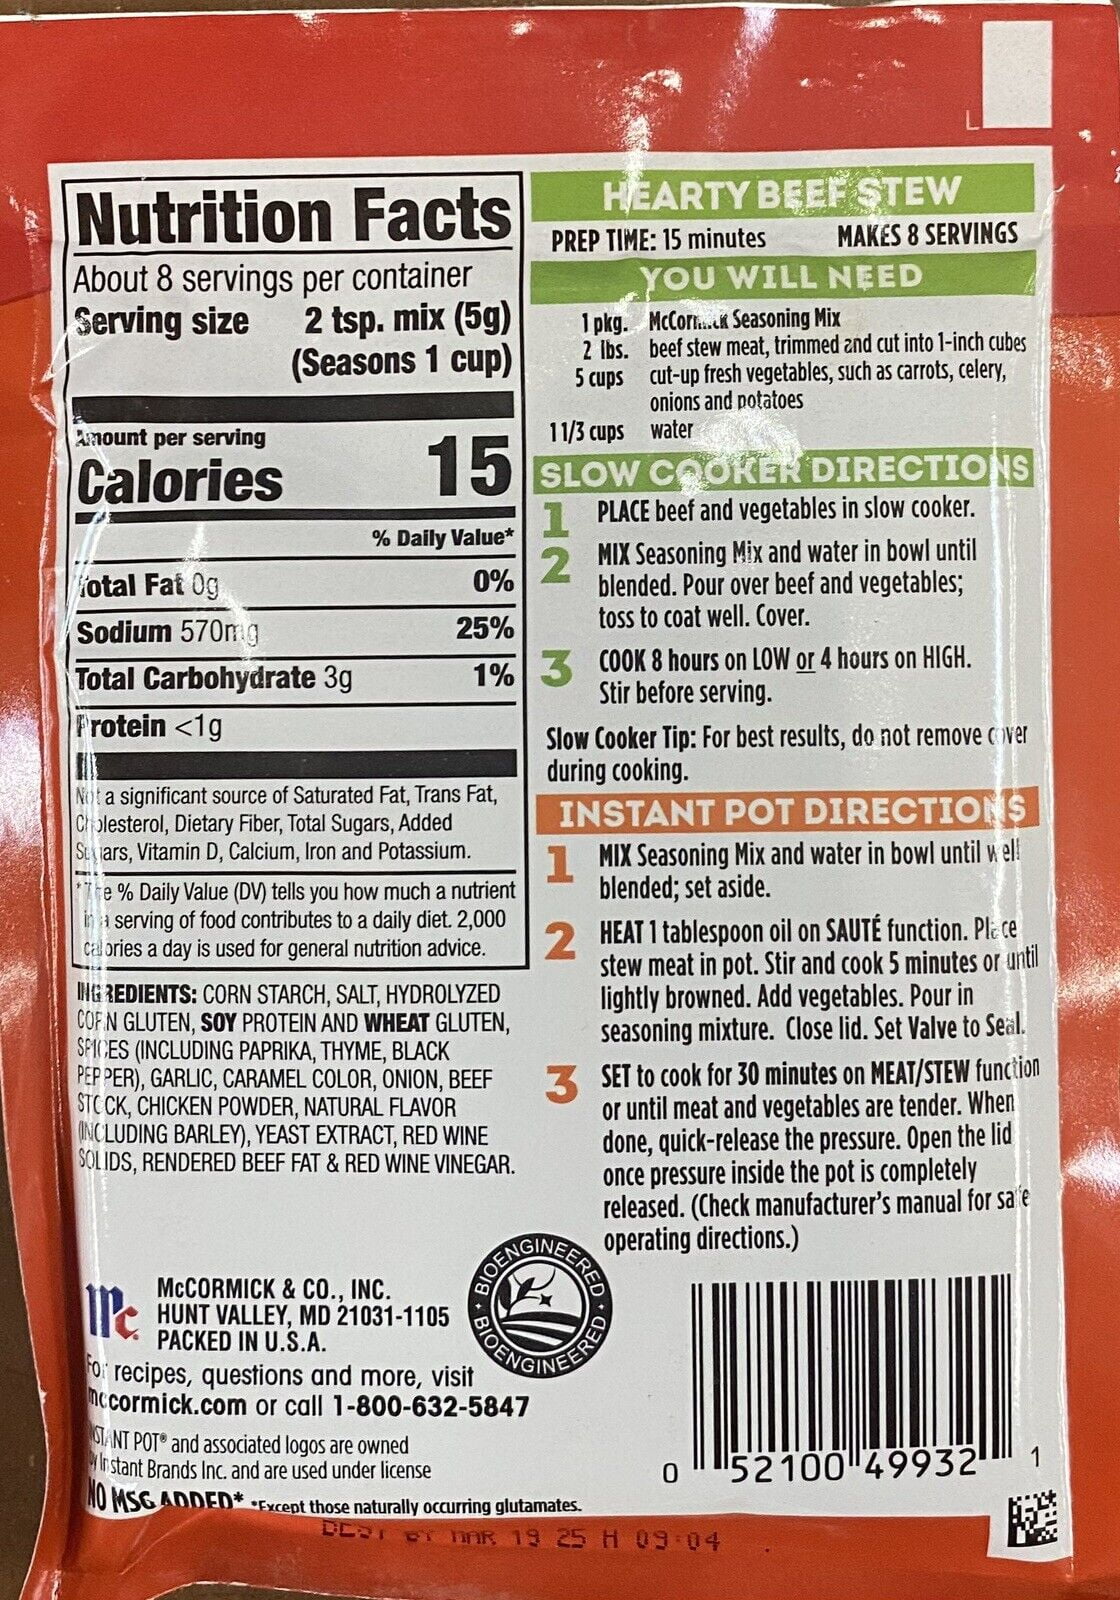 L
Nutrition Facts
About 8 servings per container
Serving size 2 tsp. mix (5g)
(Seasons 1 cup)
Amount per serving
Calories 15
% Daily Value*
Total Fat 0g 0%
Sodium 570mg 25%
Total Carbohydrate 3g 1%
Protein <1g
Not a significant source of Saturated Fat, Trans Fat,
Cholesterol, Dietary Fiber, Total Sugars, Added
Sugars, Vitamin D, Calcium, Iron and Potassium.
*The % Daily Value (DV) tells you how much a nutrient
in a serving of food contributes to a daily diet. 2,000
calories a day is used for general nutrition advice.
INGREDIENTS: CORN STARCH, SALT, HYDROLYZED
CORN GLUTEN, SOY PROTEIN AND WHEAT GLUTEN,
SPICES (INCLUDING PAPRIKA, THYME, BLACK
PEPPER), GARLIC, CARAMEL COLOR, ONION, BEEF
STOCK, CHICKEN POWDER, NATURAL FLAVOR
(INCLUDING BARLEY), YEAST EXTRACT, RED WINE
SOLIDS, RENDERED BEEF FAT & RED WINE VINEGAR.
Mc.
McCORMICK & CO., INC.
HUNT VALLEY, MD 21031-1105
PACKED IN U.S.A.
BIOENGINEERED
BIOENGINEERED
For recipes, questions and more, visit
mccormick.com or call 1-800-632-5847
INSTANT POT® and associated logos are owned
by Instant Brands Inc. and are used under license
NO MSG ADDED* *Except those naturally occurring glutamates.
BEST BY MAR 19 25 H 09:04
HEARTY BEEF STEW
PREP TIME: 15 minutes MAKES 8 SERVINGS
YOU WILL NEED
1 pkg. McCormick Seasoning Mix
2 lbs. beef stew meat, trimmed and cut into 1-inch cubes
5 cups cut-up fresh vegetables, such as carrots, celery,
onions and potatoes
1 1/3 cups water
SLOW COOKER DIRECTIONS
1 PLACE beef and vegetables in slow cooker.
2 MIX Seasoning Mix and water in bowl until
blended. Pour over beef and vegetables;
toss to coat well. Cover.
3 COOK 8 hours on LOW or 4 hours on HIGH.
Stir before serving.
Slow Cooker Tip: For best results, do not remove cover
during cooking.
INSTANT POT DIRECTIONS
1 MIX Seasoning Mix and water in bowl until well
blended; set aside.
2 HEAT 1 tablespoon oil on SAUTÉ function. Place
stew meat in pot. Stir and cook 5 minutes or until
lightly browned. Add vegetables. Pour in
seasoning mixture. Close lid. Set Valve to Seal.
3 SET to cook for 30 minutes on MEAT/STEW function
or until meat and vegetables are tender. When
done, quick-release the pressure. Open the lid
once pressure inside the pot is completely
released. (Check manufacturer's manual for safe
operating directions.)
0 52100 49932 1